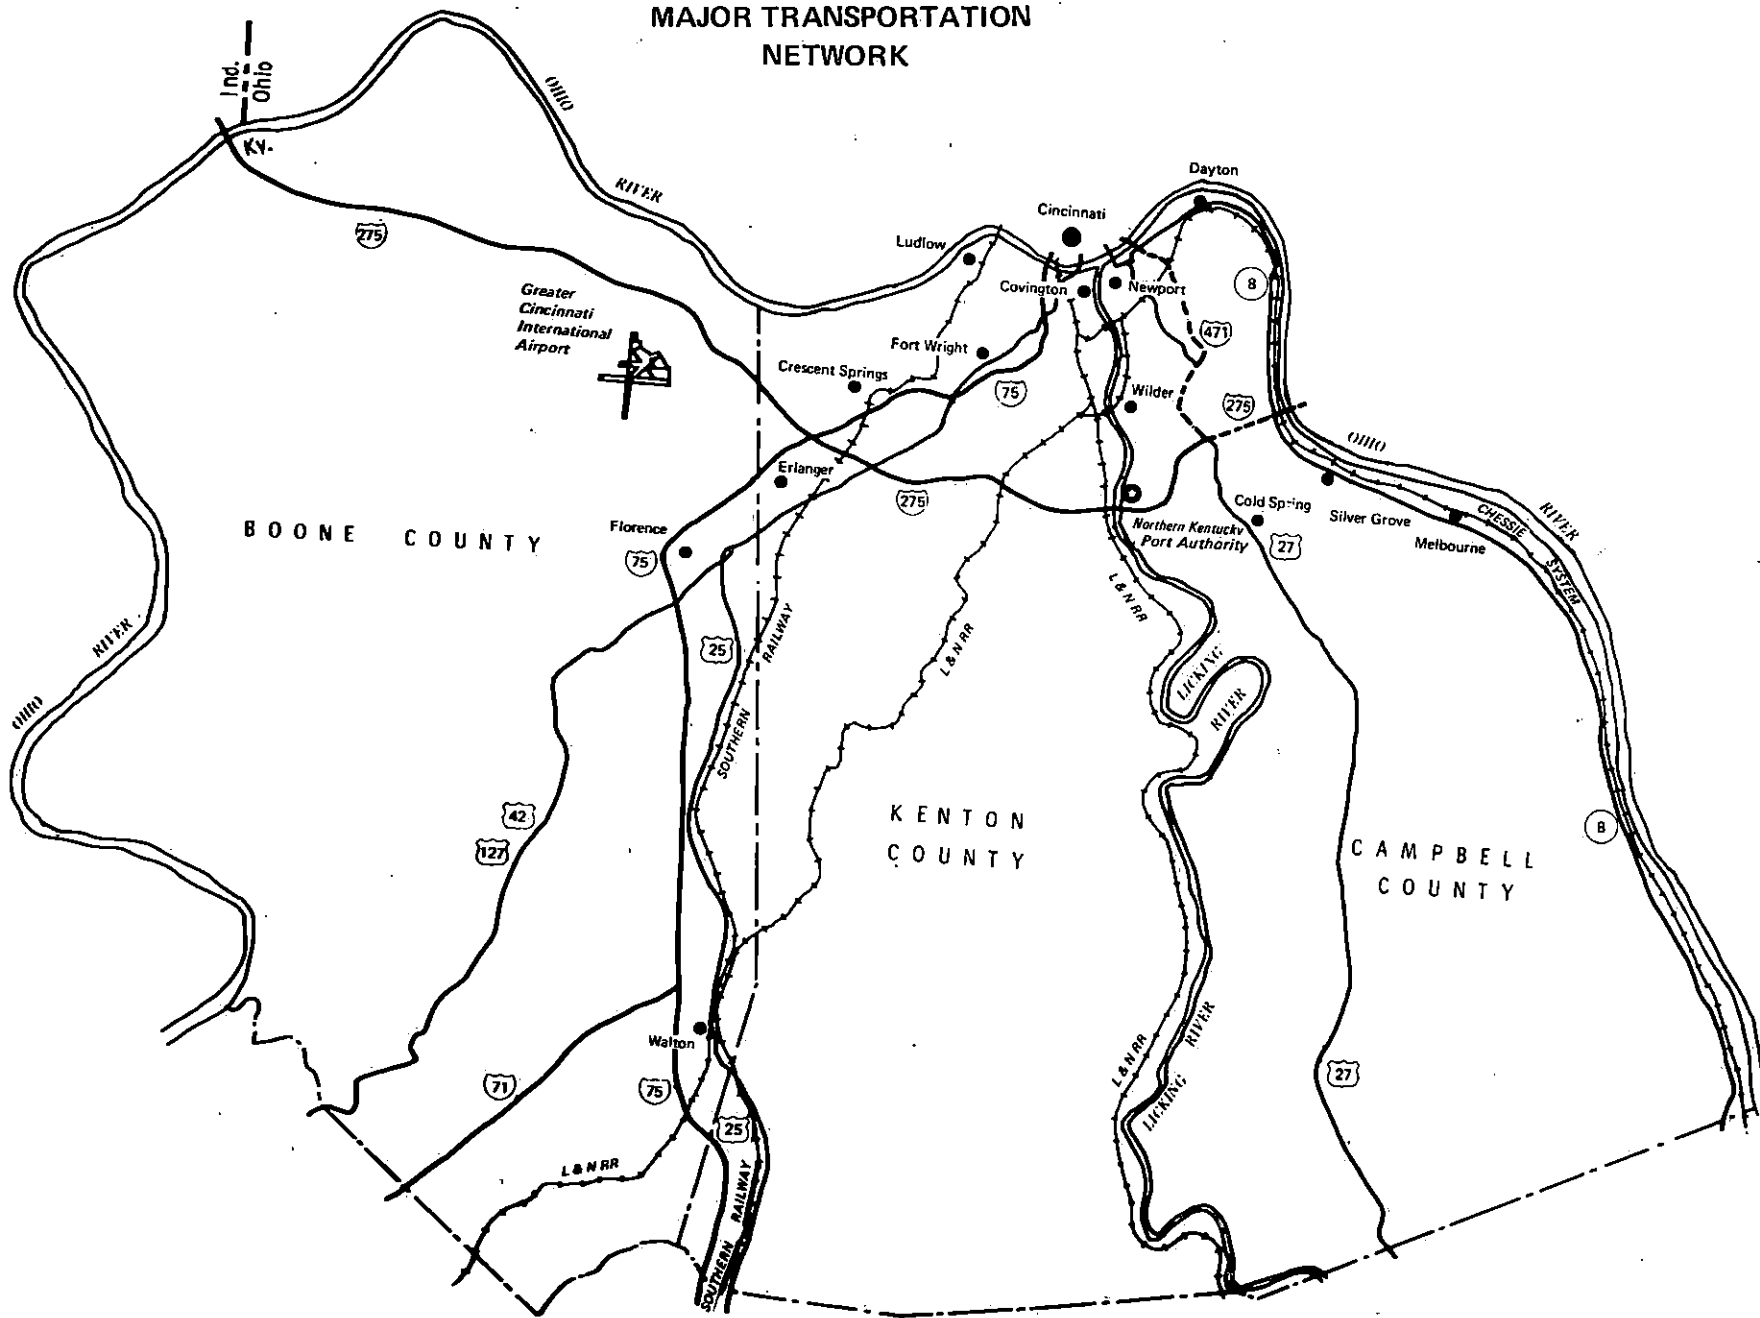 MAJOR TRANSPORTATION
NETWORK
Ind.
Ohio
KY.
OHIO
RIVER
275
Greater
Cincinnati
International
Airport
Dayton
Cincinnati
Ludlow
Covington
Newport
8
471
Fort Wright
Crescent Springs
75
Wilder
275
OHIO
RIVER
Erlanger
275
Cold Spring
Silver Grove
CHESSIE
SYSTEM
Melbourne
Northern Kentucky
Port Authority
27
BOONE COUNTY
Florence
75
25
SOUTHERN
RAILWAY
L & N RR
L & N RR
LICKING
RIVER
OHIO
RIVER
42
127
KENTON
COUNTY
CAMPBELL
COUNTY
8
Walton
71
75
25
L & N RR
SOUTHERN
RAILWAY
L & N RR
LICKING
RIVER
27